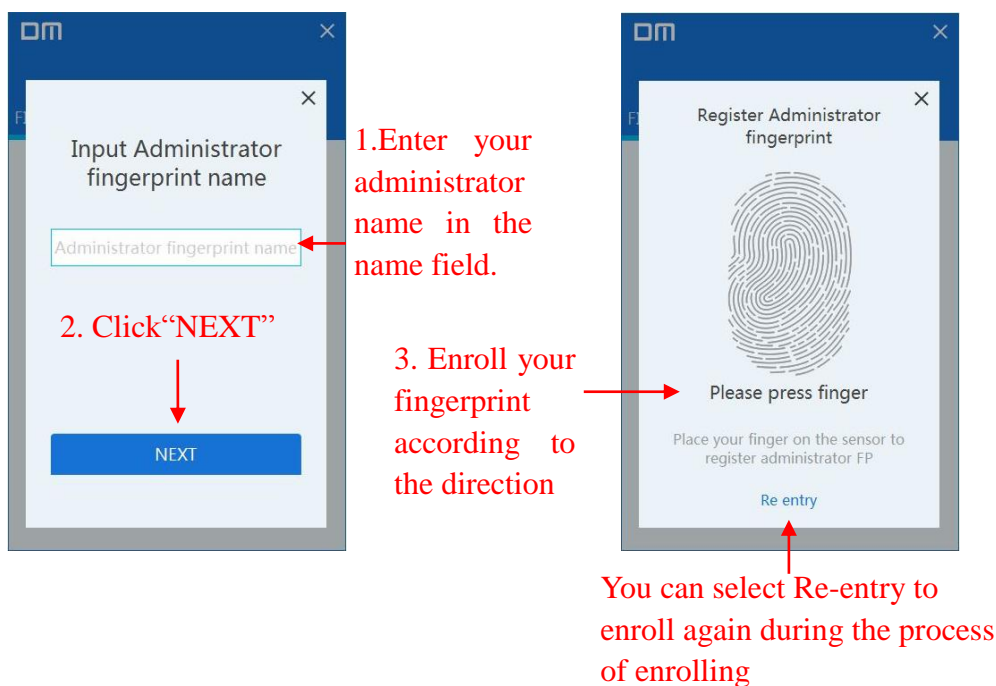 DM
Input Administrator
fingerprint name
Administrator fingerprint name
2. Click“NEXT”
NEXT
1.Enter your
administrator
name in the
name field.
3. Enroll your
fingerprint
according to
the direction
DM
Register Administrator
fingerprint
Please press finger
Place your finger on the sensor to
register administrator FP
Re entry
You can select Re-entry to
enroll again during the process
of enrolling